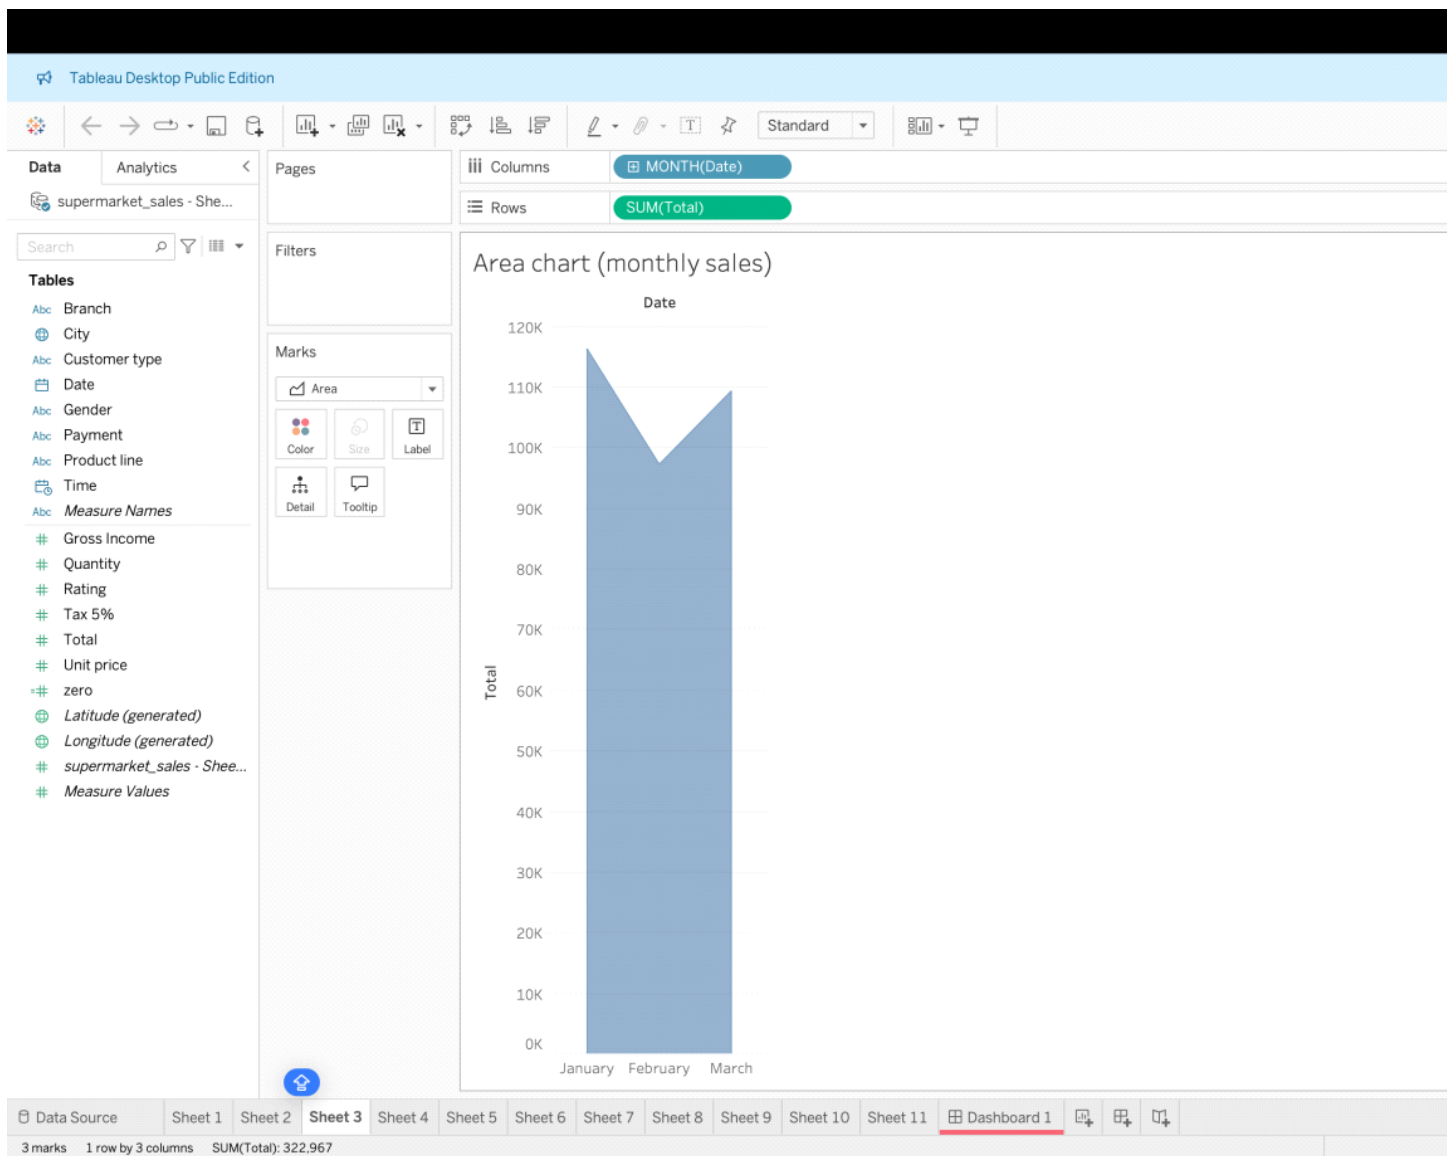 Tableau Desktop Public Edition
Standard
Data
Analytics
Pages
Columns
MONTH(Date)
supermarket_sales - She...
Rows
SUM(Total)
Search
Filters
Area chart (monthly sales)
Tables
Date
Abc Branch
City
Abc Customer type
Date
Abc Gender
Abc Payment
Abc Product line
Time
Abc Measure Names
# Gross Income
# Quantity
# Rating
# Tax 5%
# Total
# Unit price
=# zero
Latitude (generated)
Longitude (generated)
# supermarket_sales - Shee...
# Measure Values
Marks
Area
Color
Size
T
Label
Detail
Tooltip
120K
110K
100K
90K
80K
70K
Total
60K
50K
40K
30K
20K
10K
0K
January February March
Data Source Sheet 1 Sheet 2 Sheet 3 Sheet 4 Sheet 5 Sheet 6 Sheet 7 Sheet 8 Sheet 9 Sheet 10 Sheet 11 Dashboard 1
3 marks 1 row by 3 columns SUM(Total): 322,967